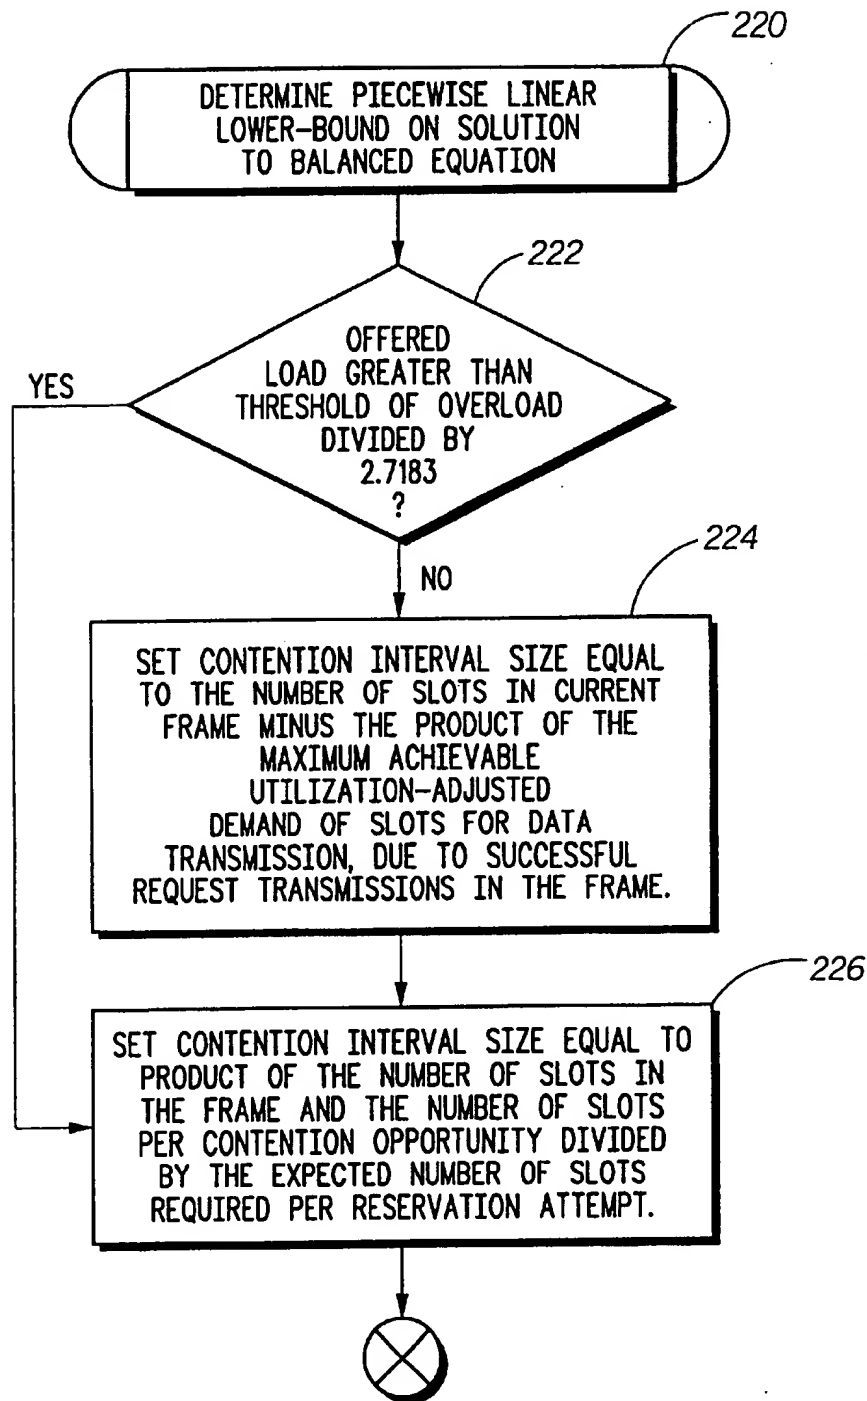 220
DETERMINE PIECEWISE LINEAR
LOWER-BOUND ON SOLUTION
TO BALANCED EQUATION
222
OFFERED
LOAD GREATER THAN
THRESHOLD OF OVERLOAD
DIVIDED BY
2.7183
?
YES
NO
224
SET CONTENTION INTERVAL SIZE EQUAL
TO THE NUMBER OF SLOTS IN CURRENT
FRAME MINUS THE PRODUCT OF THE
MAXIMUM ACHIEVABLE
UTILIZATION-ADJUSTED
DEMAND OF SLOTS FOR DATA
TRANSMISSION, DUE TO SUCCESSFUL
REQUEST TRANSMISSIONS IN THE FRAME.
226
SET CONTENTION INTERVAL SIZE EQUAL TO
PRODUCT OF THE NUMBER OF SLOTS IN
THE FRAME AND THE NUMBER OF SLOTS
PER CONTENTION OPPORTUNITY DIVIDED
BY THE EXPECTED NUMBER OF SLOTS
REQUIRED PER RESERVATION ATTEMPT.